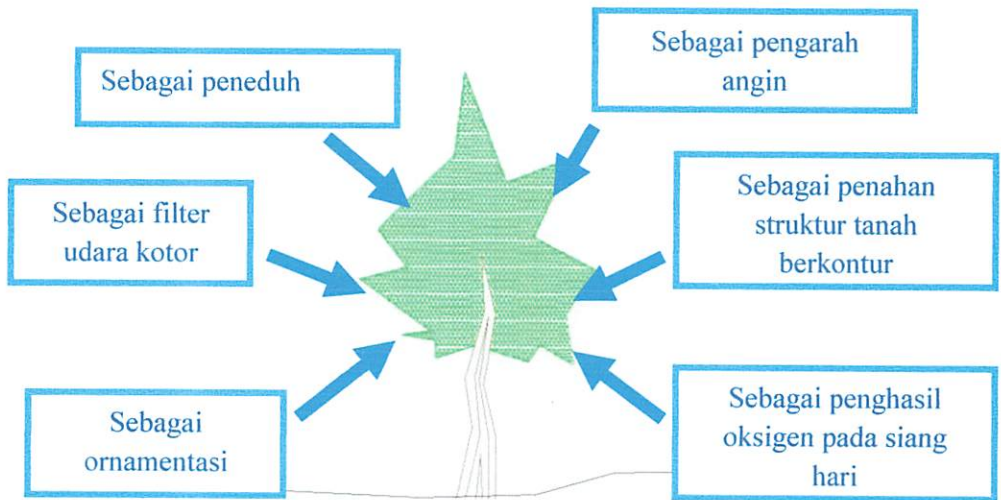 Sebagai peneduh
Sebagai pengarah
angin
Sebagai filter
udara kotor
Sebagai penahan
struktur tanah
berkontur
Sebagai
ornamentasi
Sebagai penghasil
oksigen pada siang
hari